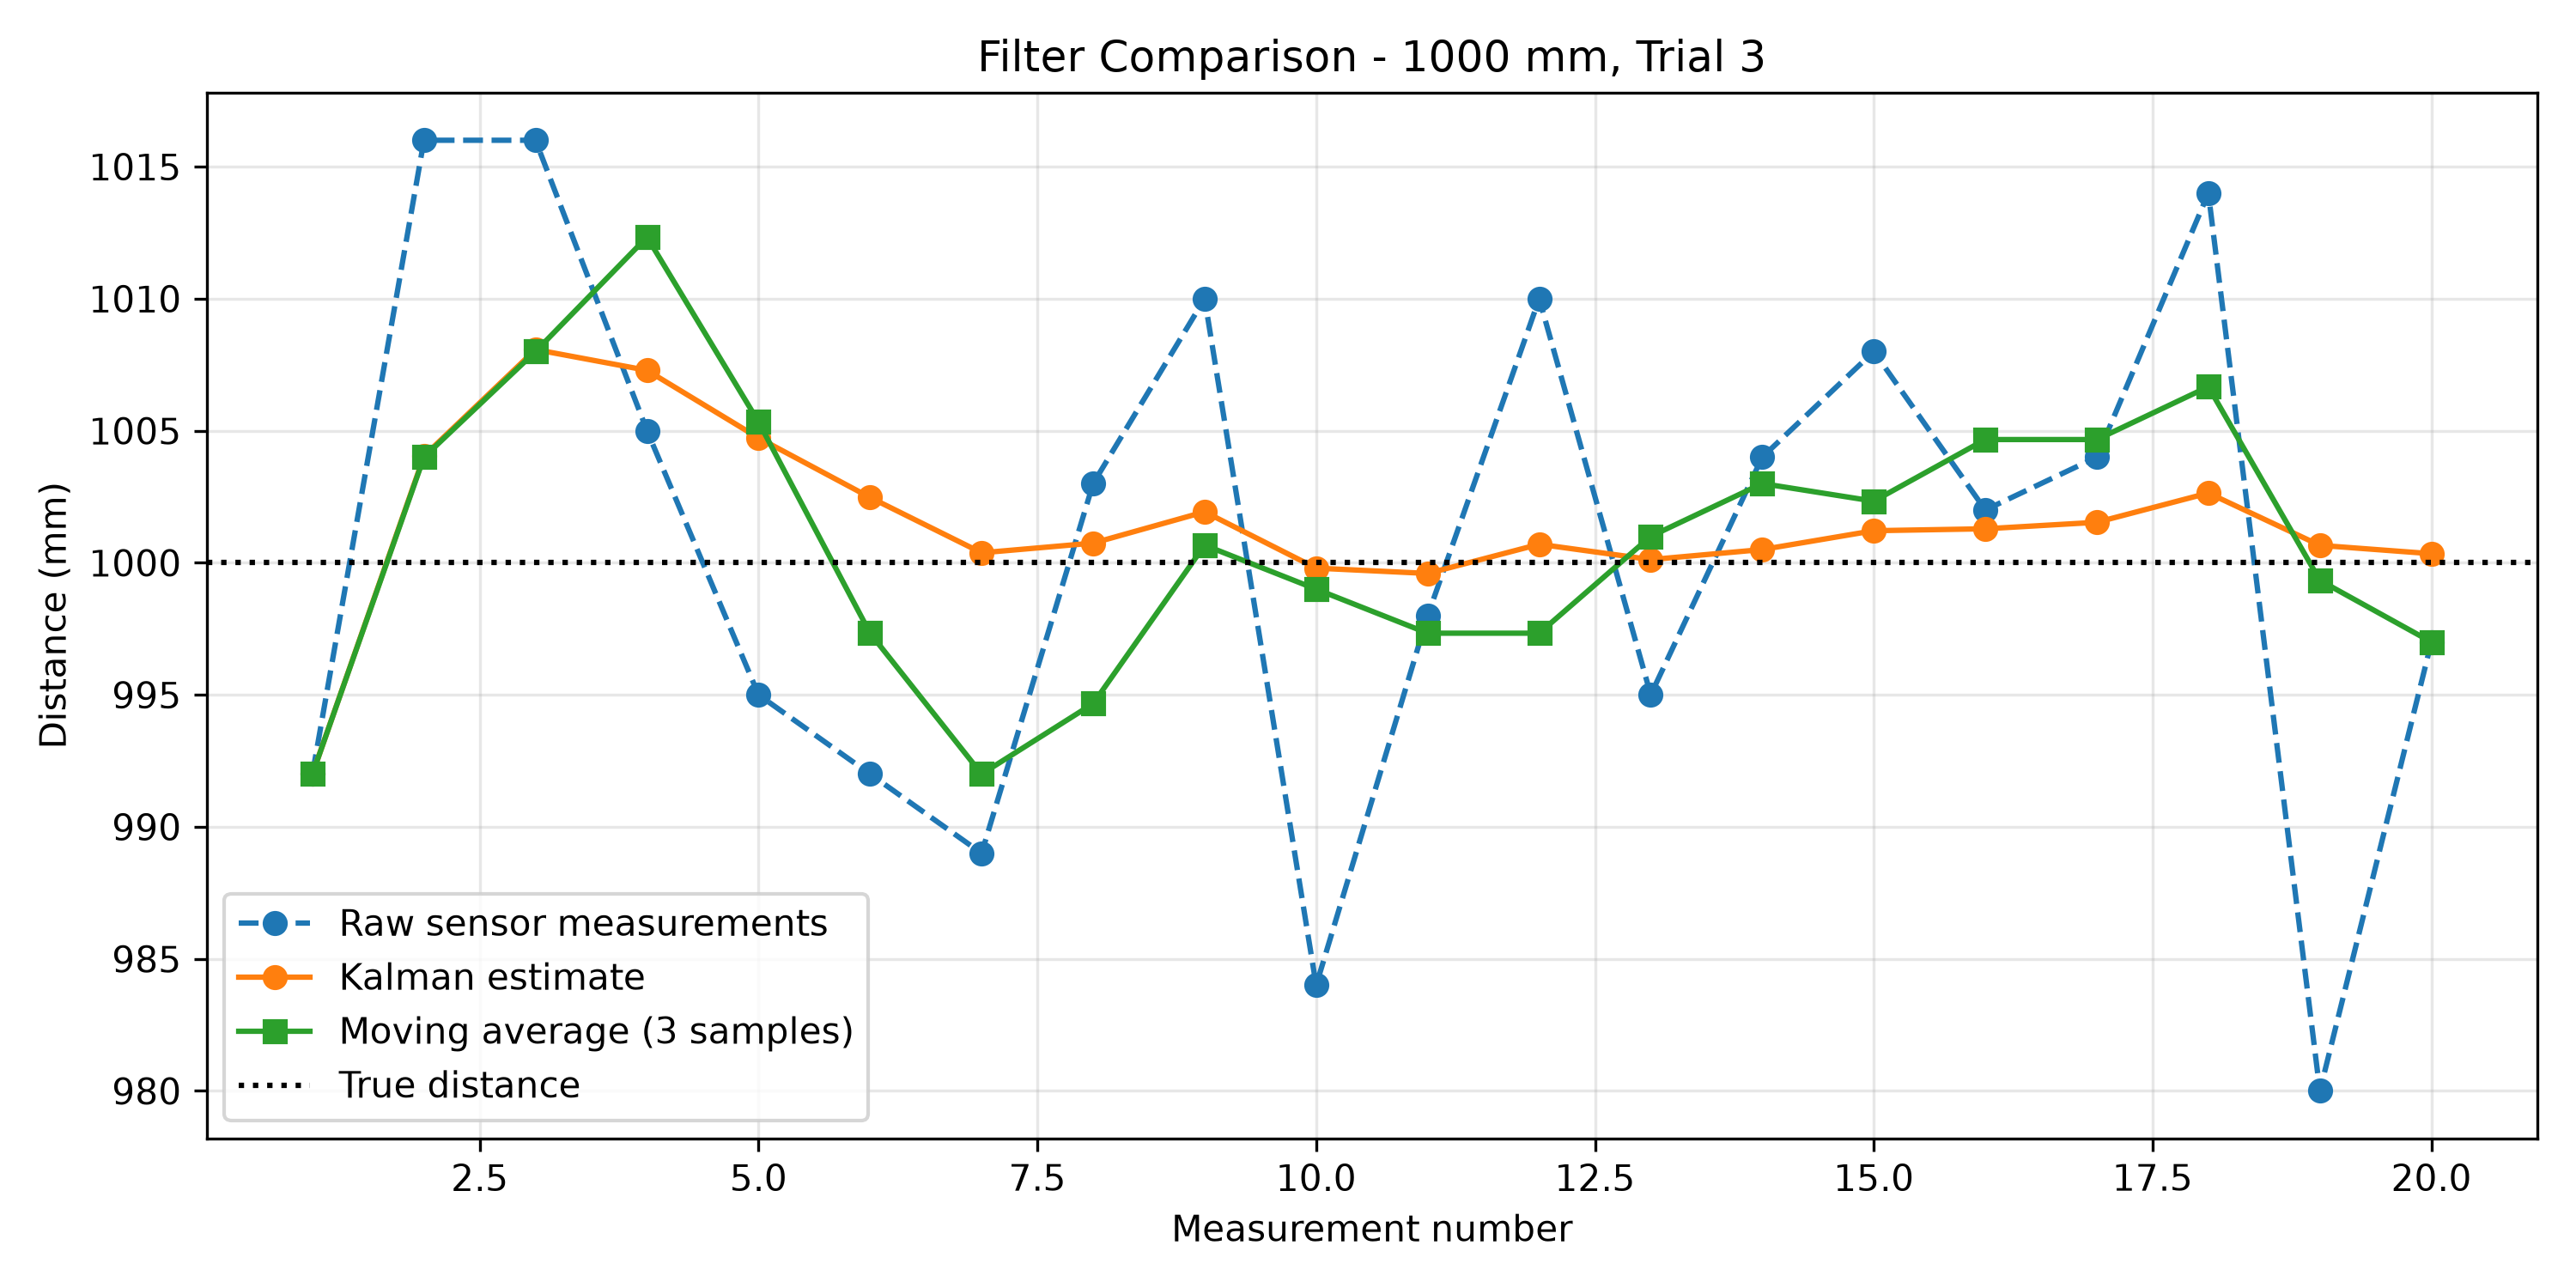 Filter Comparison - 1000 mm, Trial 3
Distance (mm)
1015
1010
1005
1000
995
990
985
980
Raw sensor measurements
Kalman estimate
Moving average (3 samples)
True distance
2.5 5.0 7.5 10.0 12.5 15.0 17.5 20.0
Measurement number